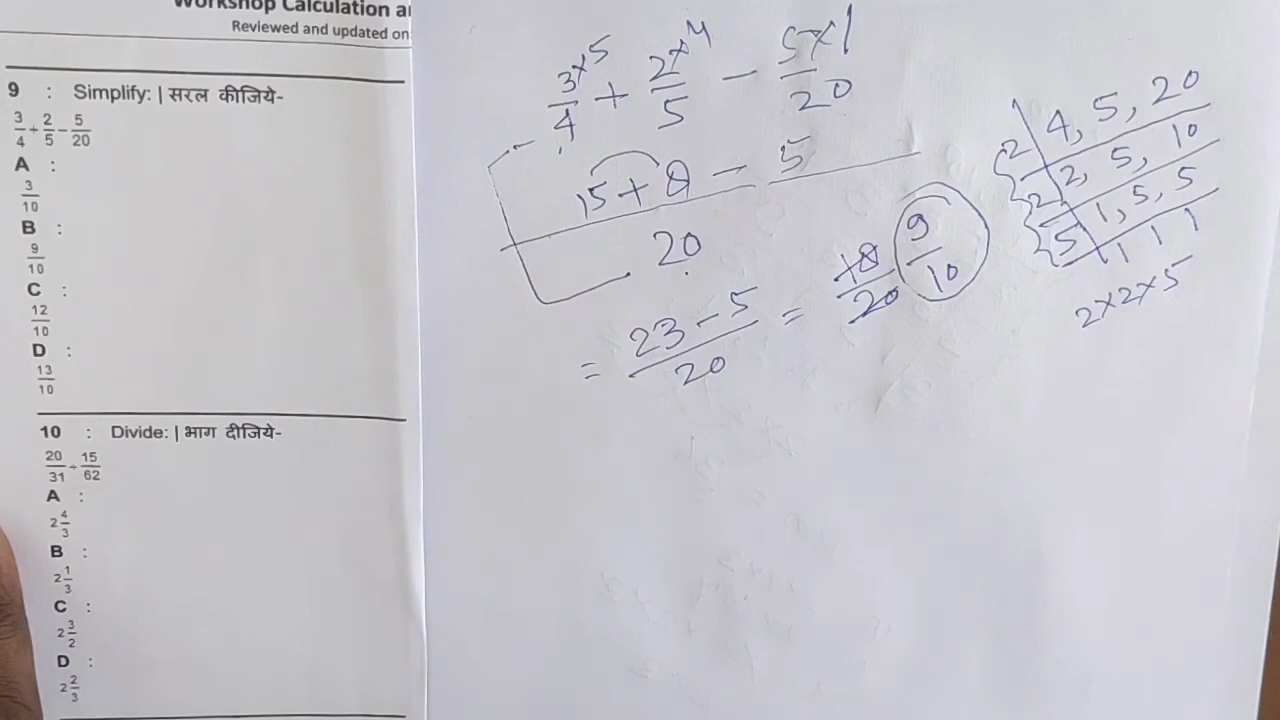 Workshop Calculation a
Reviewed and updated on
9 : Simplify: | सरल कीजिये-
3/4 + 2/5 − 5/20
A :
3/10
B :
9/10
C :
12/10
D :
13/10
10 : Divide: | भाग दीजिये-
20/31 ÷ 15/62
A :
2 4/3
B :
2 1/3
C :
2 3/2
D :
2 2/3
3×5/4 + 2×4/5 − 5×1/20
15 + 8 − 5
20
= 23 − 5/20 = 18/20 9/10
2 4, 5, 20
2 2, 5, 10
5 1, 5, 5
1 1 1
2×2×5